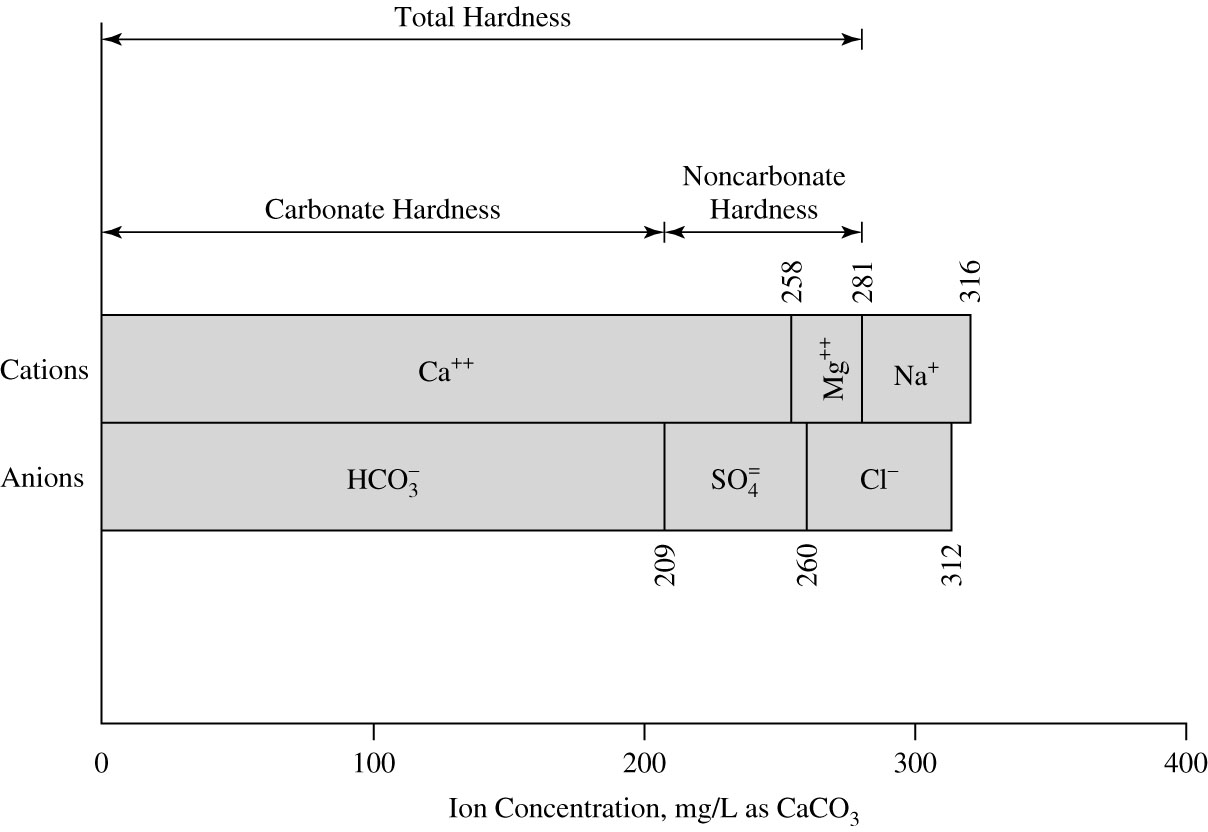 Total Hardness
Noncarbonate
Hardness
Carbonate Hardness
258
281
316
Cations
Ca⁺⁺
Mg⁺⁺
Na⁺
Anions
HCO₃⁻
SO₄⁼
Cl⁻
209
260
312
0
100
200
300
400
Ion Concentration, mg/L as CaCO₃